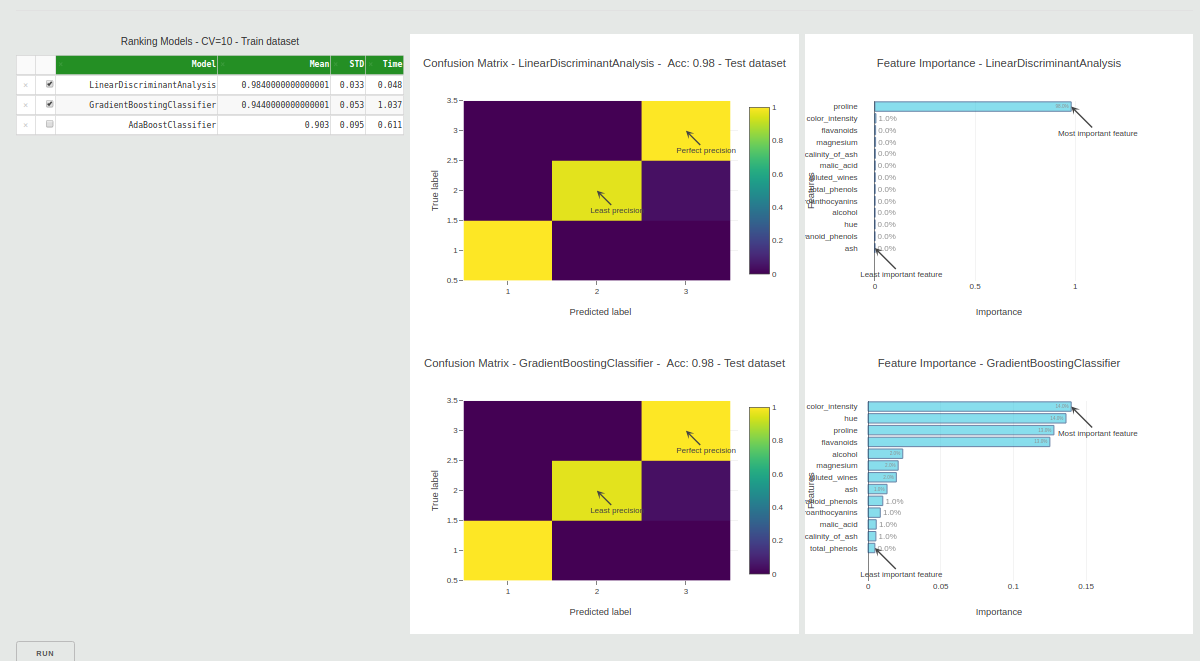 Ranking Models - CV=10 - Train dataset
Model Mean STD Time
× LinearDiscriminantAnalysis 0.9840000000000001 0.033 0.048
× GradientBoostingClassifier 0.9440000000000001 0.053 1.037
× AdaBoostClassifier 0.903 0.095 0.611
RUN
Confusion Matrix - LinearDiscriminantAnalysis - Acc: 0.98 - Test dataset
3.5
3
2.5
2
1.5
1
0.5
True label
Perfect precision
Least precision
1 2 3
Predicted label
1
0.8
0.6
0.4
0.2
0
Feature Importance - LinearDiscriminantAnalysis
Features
proline
color_intensity 1.0%
flavanoids 0.0%
magnesium 0.0%
calinity_of_ash 0.0%
malic_acid 0.0%
iluted_wines 0.0%
total_phenols 0.0%
oanthocyanins 0.0%
alcohol 0.0%
hue 0.0%
anoid_phenols 0.0%
ash 0.0%
Most important feature
Least important feature
0 0.5 1
Importance
Confusion Matrix - GradientBoostingClassifier - Acc: 0.98 - Test dataset
3.5
3
2.5
2
1.5
1
0.5
True label
Perfect precision
Least precision
1 2 3
Predicted label
1
0.8
0.6
0.4
0.2
0
Feature Importance - GradientBoostingClassifier
Features
color_intensity
hue
proline
flavanoids
alcohol
magnesium
iluted_wines
ash
noid_phenols 1.0%
oanthocyanins 1.0%
malic_acid 1.0%
calinity_of_ash 1.0%
total_phenols 0.0%
Most important feature
Least important feature
0 0.05 0.1 0.15
Importance